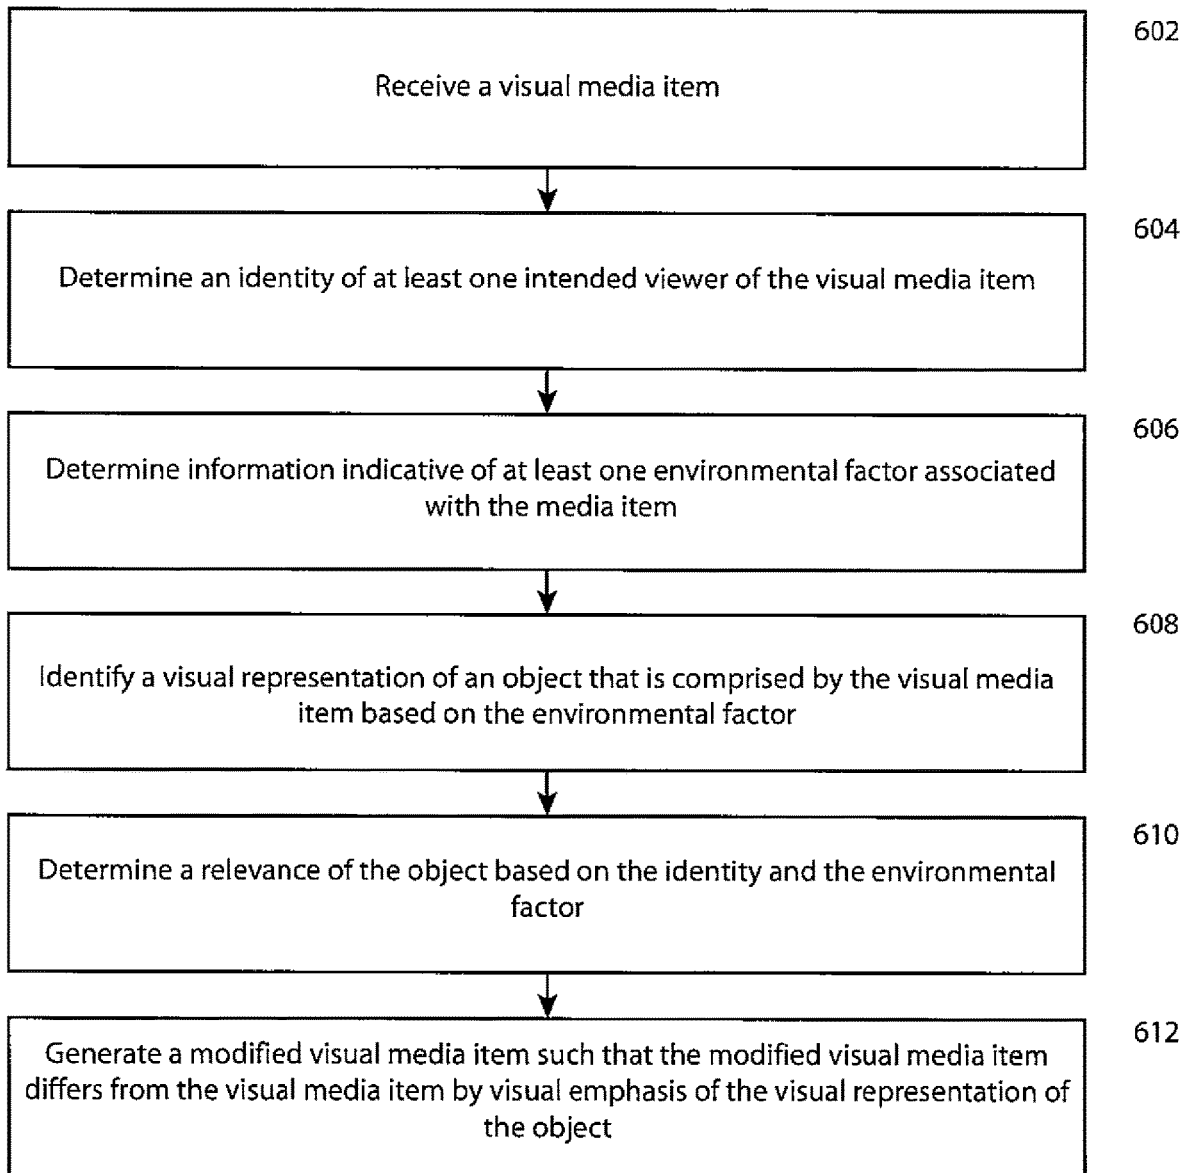 602
Receive a visual media item
604
Determine an identity of at least one intended viewer of the visual media item
606
Determine information indicative of at least one environmental factor associated
with the media item
608
Identify a visual representation of an object that is comprised by the visual media
item based on the environmental factor
610
Determine a relevance of the object based on the identity and the environmental
factor
612
Generate a modified visual media item such that the modified visual media item
differs from the visual media item by visual emphasis of the visual representation of
the object